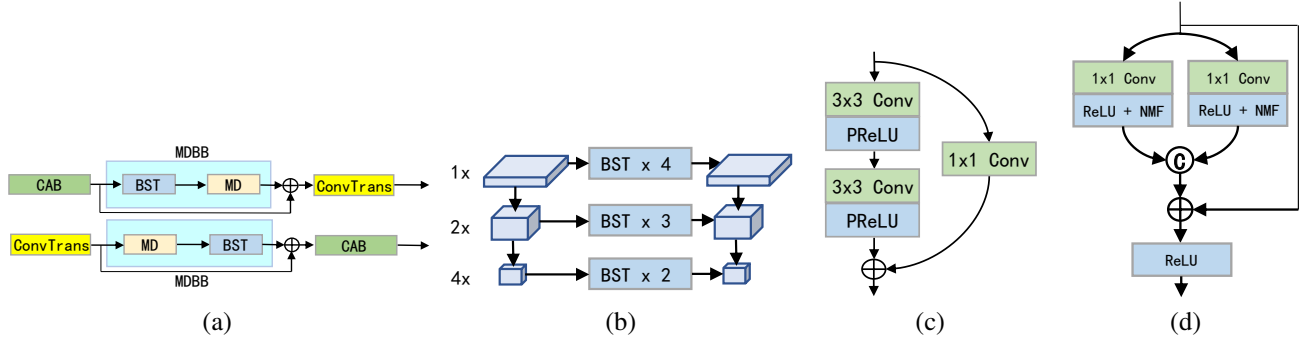 MDBB
CAB
BST
MD
ConvTrans
ConvTrans
MD
BST
CAB
MDBB
(a)
1x
BST x 4
2x
BST x 3
4x
BST x 2
(b)
3x3 Conv
PReLU
3x3 Conv
PReLU
1x1 Conv
(c)
1x1 Conv
ReLU + NMF
1x1 Conv
ReLU + NMF
C
ReLU
(d)